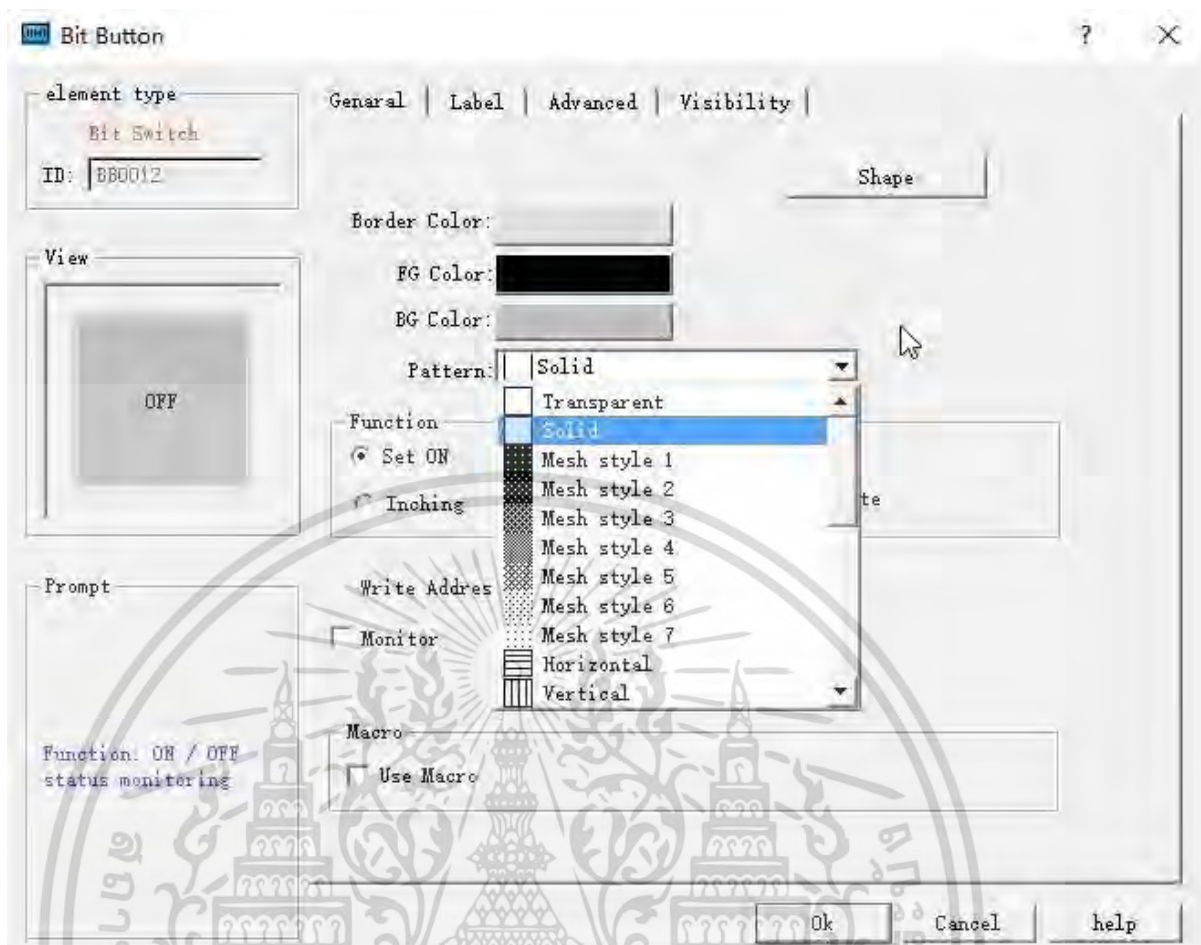 Bit Button
? ×
element type
Bit Switch
ID: BB0012
View
OFF
Prompt
Function: ON / OFF
status monitoring
Genaral | Label | Advanced | Visibility |
Shape
Border Color:
FG Color:
BG Color:
Pattern: Solid
Transparent
Solid
Mesh style 1
Mesh style 2
Mesh style 3
Mesh style 4
Mesh style 5
Mesh style 6
Mesh style 7
Horizontal
Vertical
Function
Set ON
Inching
te
Write Addres
Monitor
Macro
Use Macro
Ok Cancel help